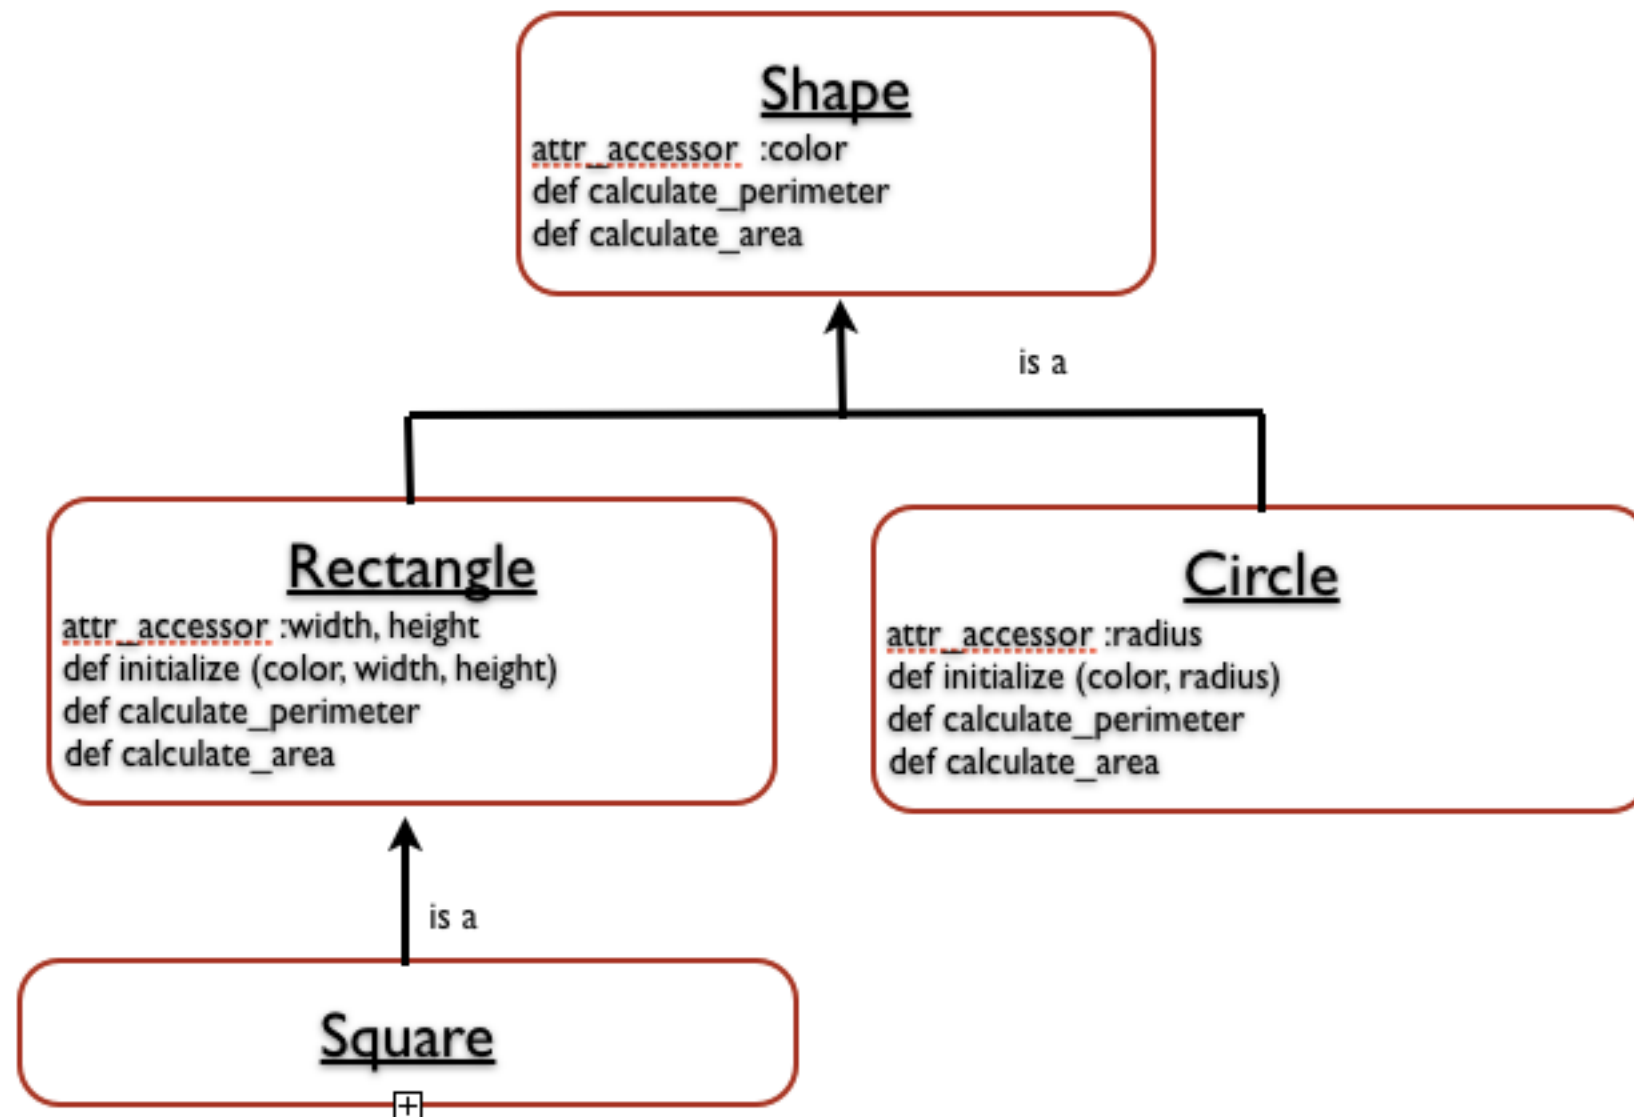 Shape
attr_accessor :color
def calculate_perimeter
def calculate_area
is a
Rectangle
attr_accessor :width, height
def initialize (color, width, height)
def calculate_perimeter
def calculate_area
Circle
attr_accessor :radius
def initialize (color, radius)
def calculate_perimeter
def calculate_area
is a
Square